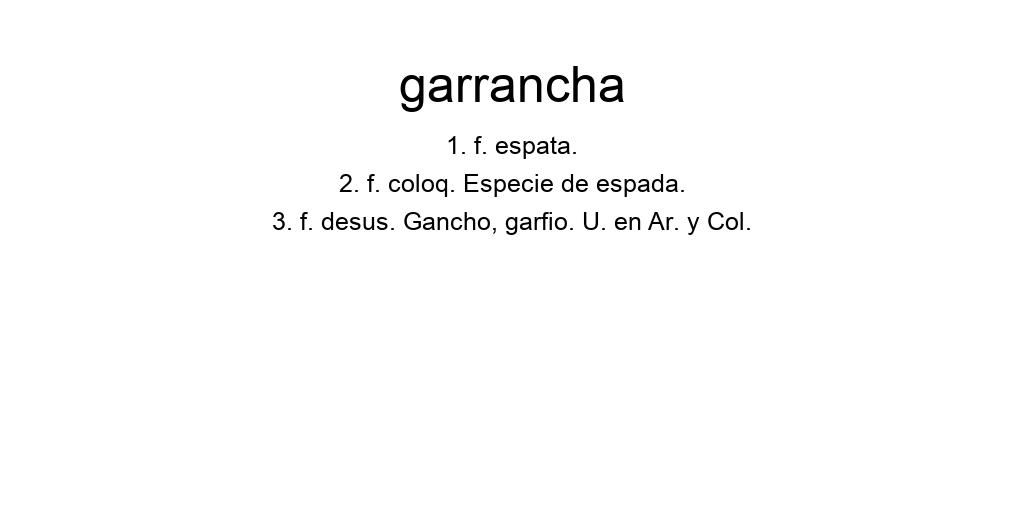 garrancha
1. f. espata.
2. f. coloq. Especie de espada.
3. f. desus. Gancho, garfio. U. en Ar. y Col.